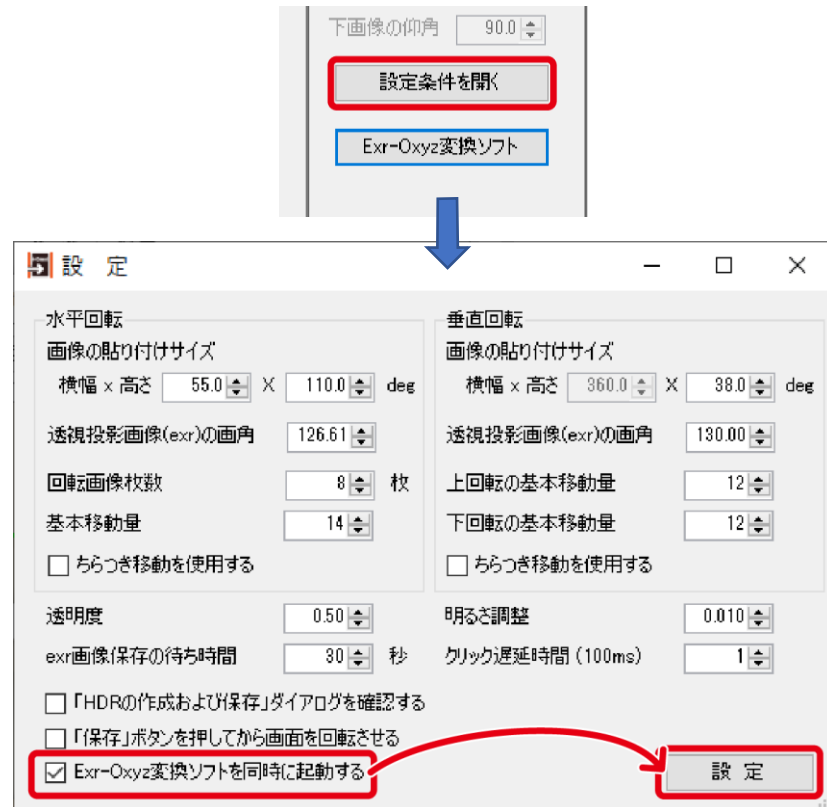 下画像の仰角 90.0
設定条件を開く
Exr-Oxyz変換ソフト
設 定
水平回転
画像の貼り付けサイズ
横幅 × 高さ 55.0 X 110.0 deg
透視投影画像(exr)の画角 126.61
回転画像枚数 8 枚
基本移動量 14
ちらつき移動を使用する
垂直回転
画像の貼り付けサイズ
横幅 × 高さ 360.0 X 38.0 deg
透視投影画像(exr)の画角 130.00
上回転の基本移動量 12
下回転の基本移動量 12
ちらつき移動を使用する
透明度 0.50
明るさ調整 0.010
exr画像保存の待ち時間 30 秒
クリック遅延時間 (100ms) 1
「HDRの作成および保存」ダイアログを確認する
「保存」ボタンを押してから画面を回転させる
Exr-Oxyz変換ソフトを同時に起動する
設 定